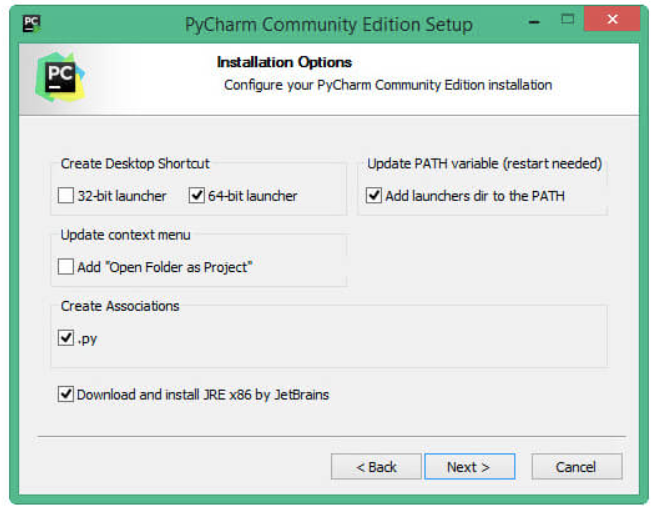 PC
PyCharm Community Edition Setup
PC
Installation Options
Configure your PyCharm Community Edition installation
Create Desktop Shortcut
32-bit launcher
64-bit launcher
Update PATH variable (restart needed)
Add launchers dir to the PATH
Update context menu
Add "Open Folder as Project"
Create Associations
.py
Download and install JRE x86 by JetBrains
< Back
Next >
Cancel